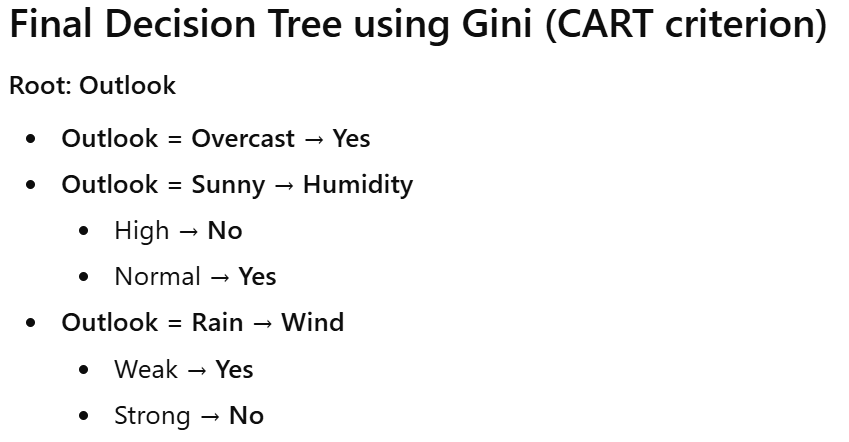 Final Decision Tree using Gini (CART criterion)
Root: Outlook
• Outlook = Overcast → Yes
• Outlook = Sunny → Humidity
• High → No
• Normal → Yes
• Outlook = Rain → Wind
• Weak → Yes
• Strong → No